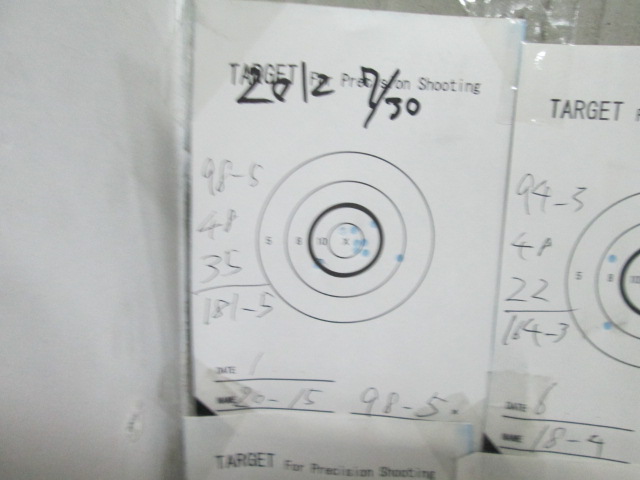 TARGET For Precision Shooting
2012 7/30
98-5
48
35
181-5
5 8 10 X
DATE 1
NAME 20-15 98-5.
TARGET
94-3
48
22
164-3
5 8 10
DATE 6
NAME 18-9
TARGET For Precision Shooting